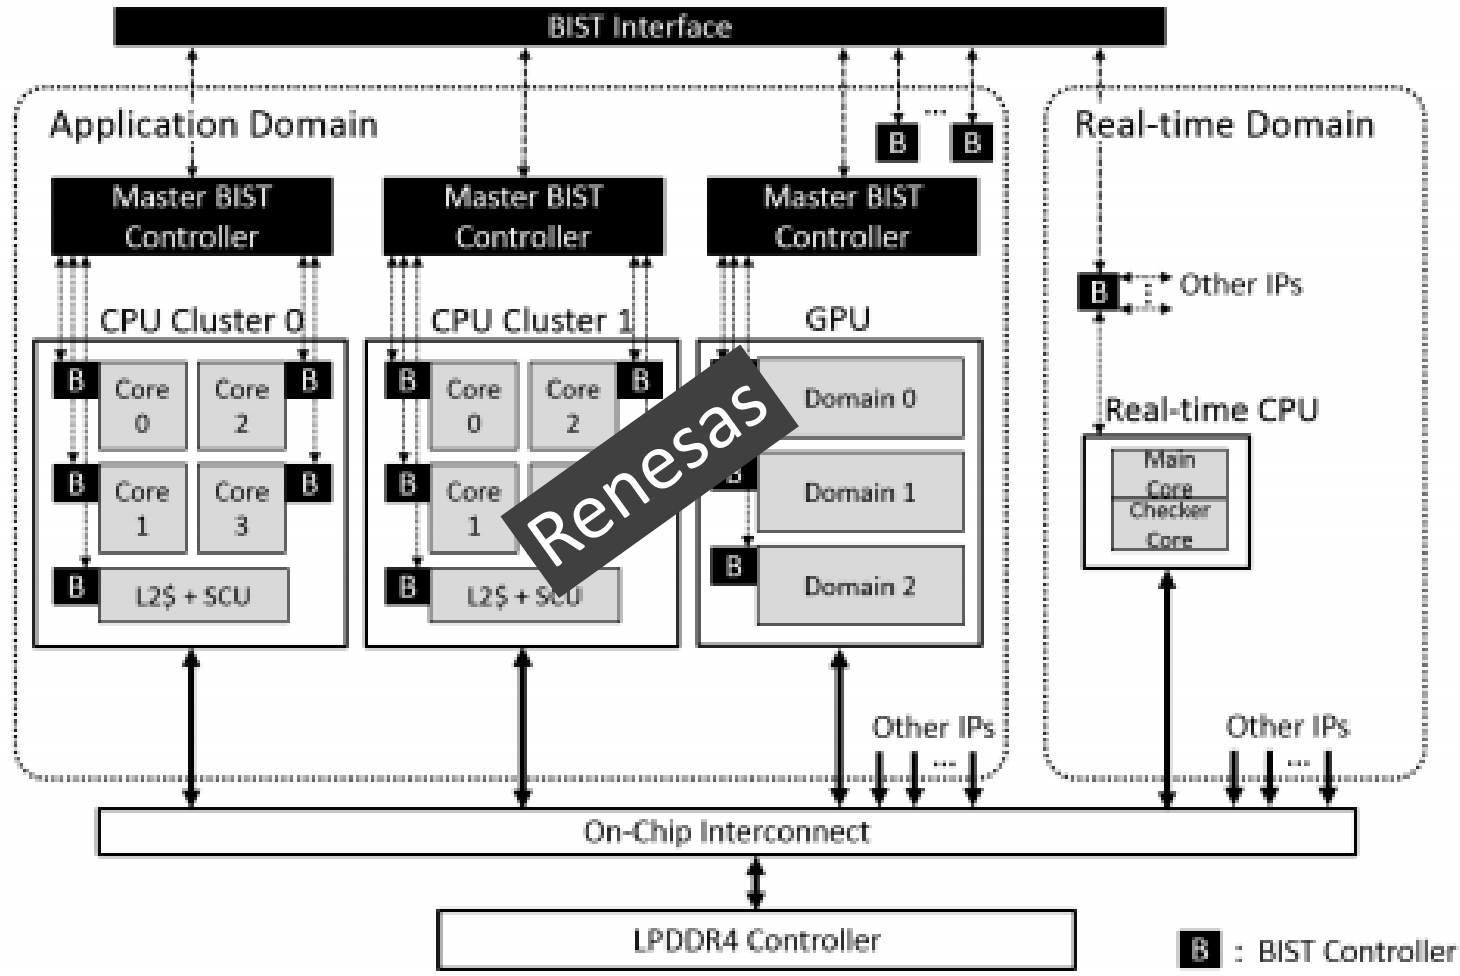 BIST Interface
Application Domain
Real-time Domain
B
...
B
Master BIST
Controller
Master BIST
Controller
Master BIST
Controller
B
Other IPs
CPU Cluster 0
CPU Cluster 1
GPU
Real-time CPU
B
Core
0
Core
2
B
B
Core
1
Core
3
B
B
L2$ + SCU
B
Core
0
Core
2
B
B
Core
1
B
L2$ + SCU
Domain 0
B
Domain 1
B
Domain 2
Renesas
Main
Core
Checker
Core
Other IPs
...
Other IPs
...
On-Chip Interconnect
LPDDR4 Controller
B : BIST Controller